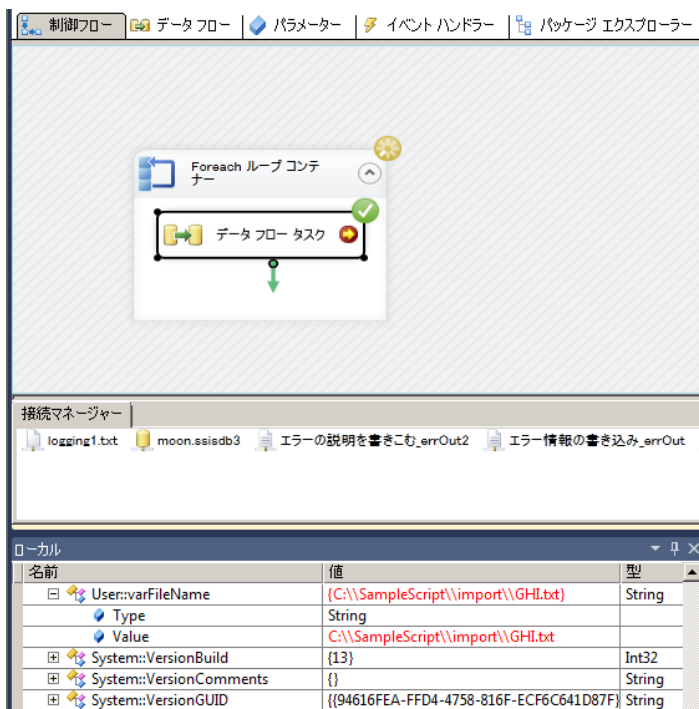 制御フロー データ フロー パラメーター イベント ハンドラー パッケージ エクスプローラー
Foreach ループ コンテ
ナー
データ フロー タスク
接続マネージャー
logging1.txt moon.ssisdb3 エラーの説明を書きこむ_errOut2 エラー情報の書き込み_errOut
ローカル
名前 値 型
User::varFileName {C:\\SampleScript\\import\\GHI.txt} String
Type String
Value C:\\SampleScript\\import\\GHI.txt
System::VersionBuild {13} Int32
System::VersionComments {} String
System::VersionGUID {{94616FEA-FFD4-4758-816F-ECF6C641D87F} String